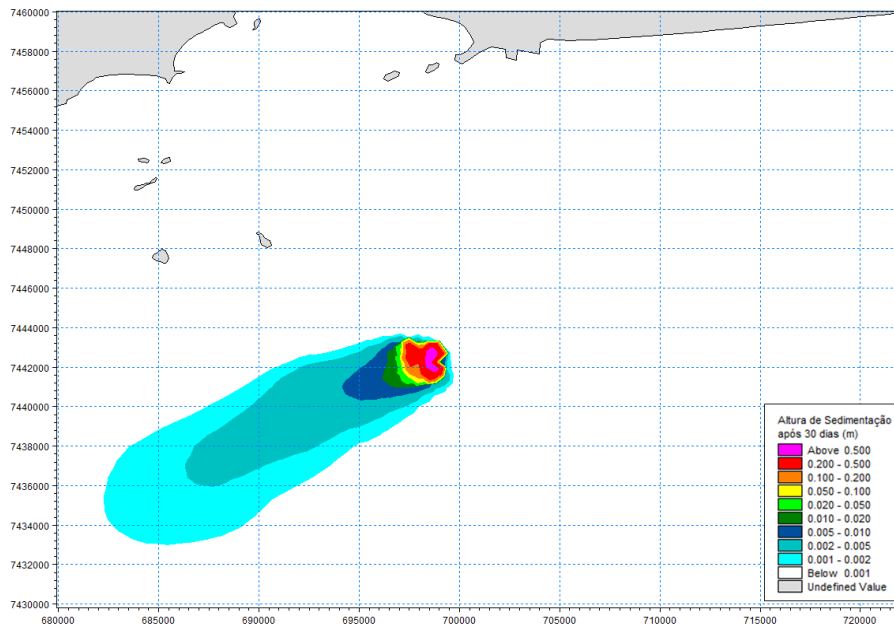 7460000
7458000
7456000
7454000
7452000
7450000
7448000
7446000
7444000
7442000
7440000
7438000
7436000
7434000
7432000
7430000
680000 685000 690000 695000 700000 705000 710000 715000 720000
Altura de Sedimentação
após 30 dias (m)
Above 0.500
0.200 - 0.500
0.100 - 0.200
0.050 - 0.100
0.020 - 0.050
0.010 - 0.020
0.005 - 0.010
0.002 - 0.005
0.001 - 0.002
Below 0.001
Undefined Value